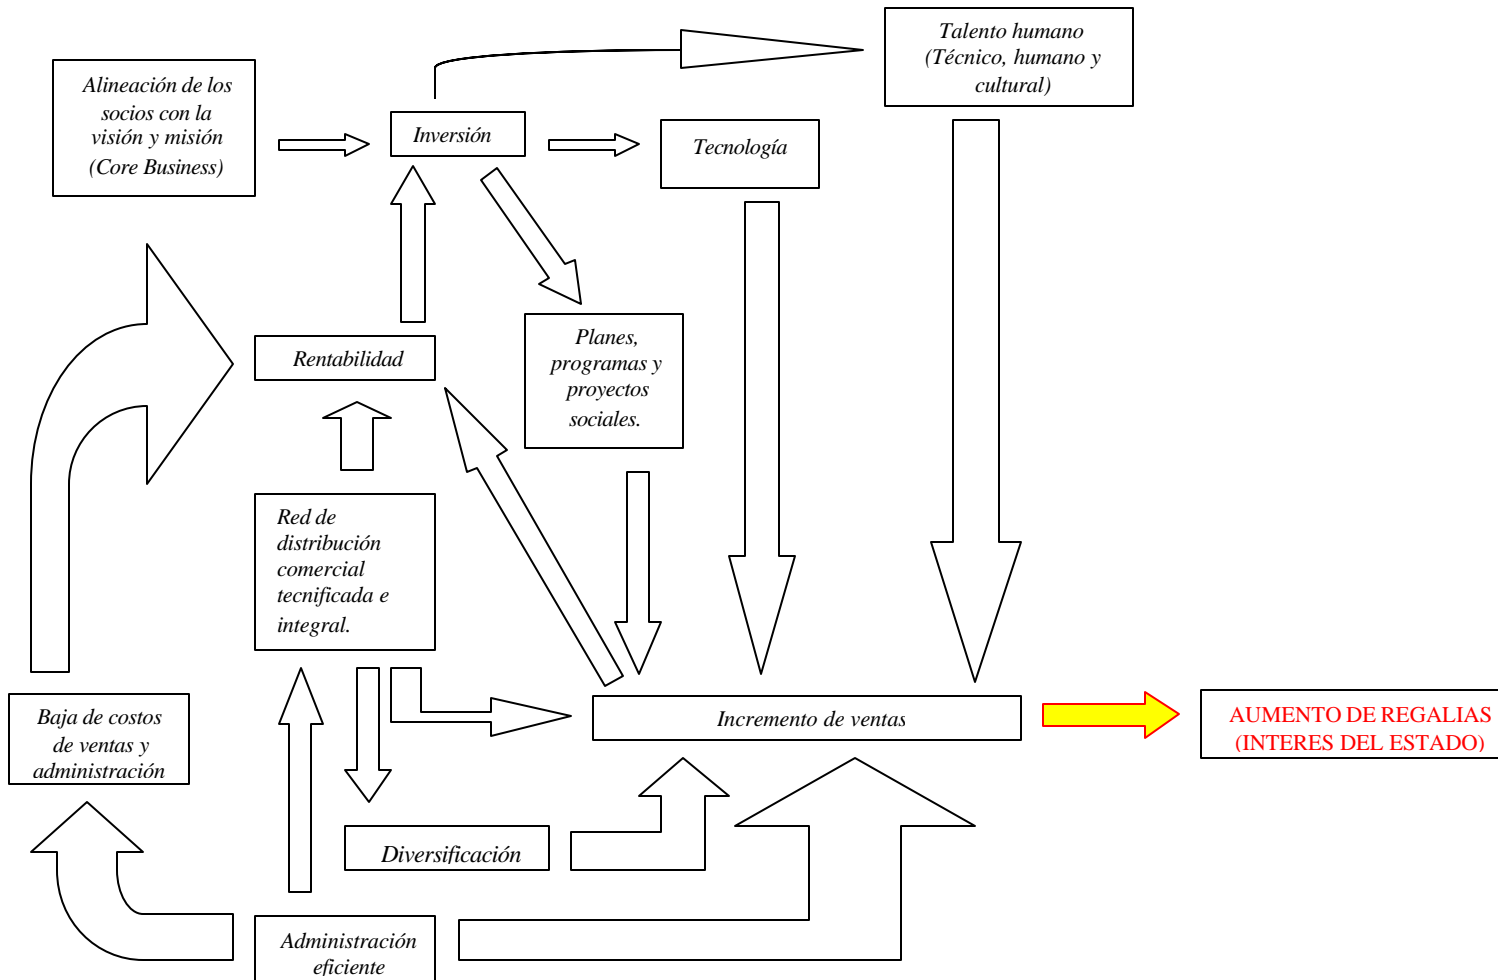 Talento humano
(Técnico, humano y
cultural)
Alineación de los
socios con la
visión y misión
(Core Business)
Inversión
Tecnología
Rentabilidad
Planes,
programas y
proyectos
sociales.
Red de
distribución
comercial
tecnificada e
integral.
Baja de costos
de ventas y
administración
Incremento de ventas
AUMENTO DE REGALIAS
(INTERES DEL ESTADO)
Diversificación
Administración
eficiente